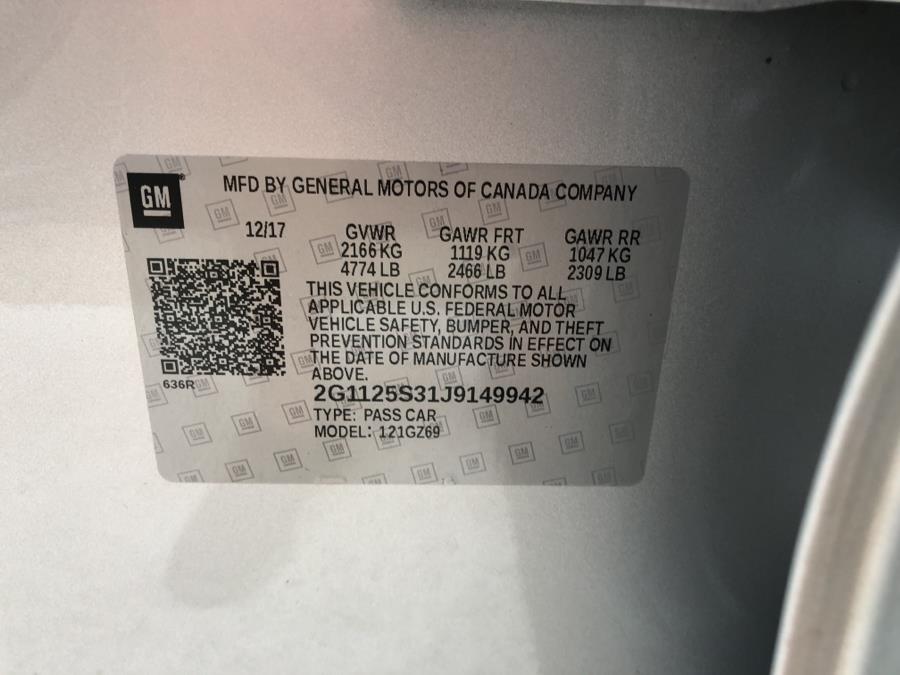 GM
MFD BY GENERAL MOTORS OF CANADA COMPANY
12/17 GVWR GAWR FRT GAWR RR
2166 KG 1119 KG 1047 KG
4774 LB 2466 LB 2309 LB
THIS VEHICLE CONFORMS TO ALL
APPLICABLE U.S. FEDERAL MOTOR
VEHICLE SAFETY, BUMPER, AND THEFT
PREVENTION STANDARDS IN EFFECT ON
THE DATE OF MANUFACTURE SHOWN
ABOVE.
636R
2G1125S31J9149942
TYPE: PASS CAR
MODEL: 121GZ69